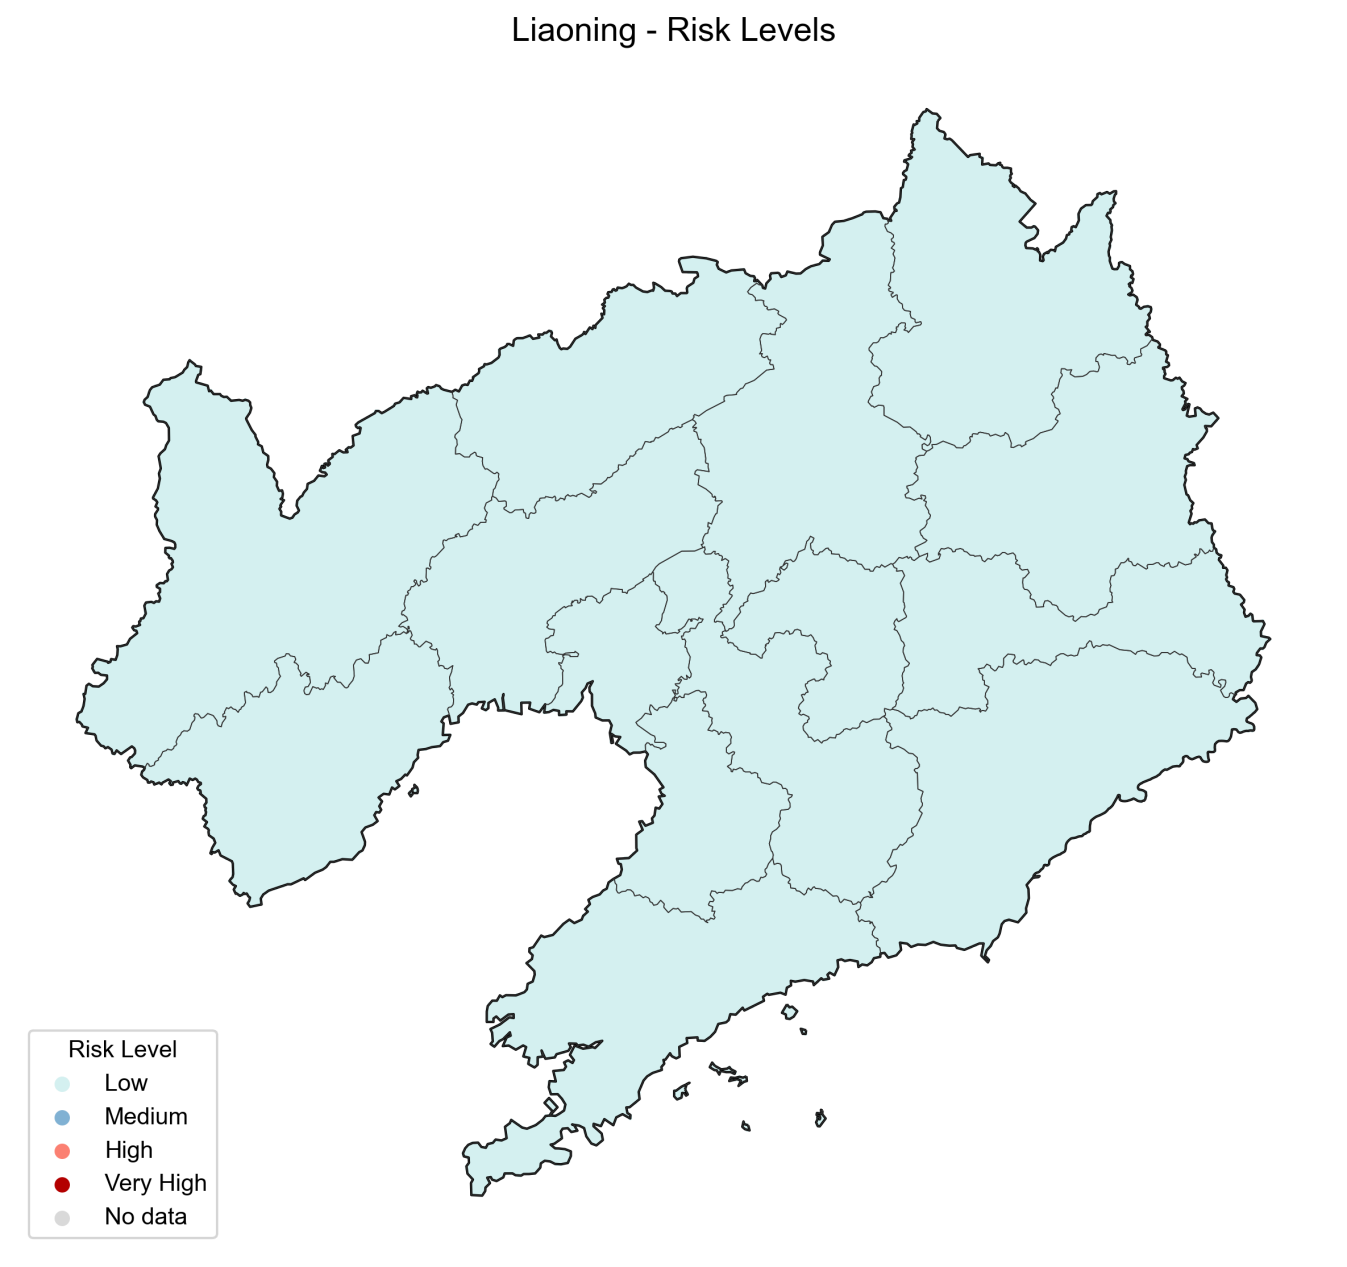 Liaoning - Risk Levels
Risk Level
Low
Medium
High
Very High
No data